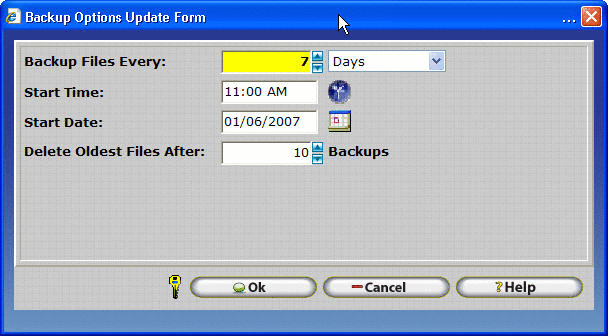 Backup Options Update Form ...
Backup Files Every: 7 Days
Start Time: 11:00 AM
Start Date: 01/06/2007
Delete Oldest Files After: 10 Backups
Ok Cancel ?Help